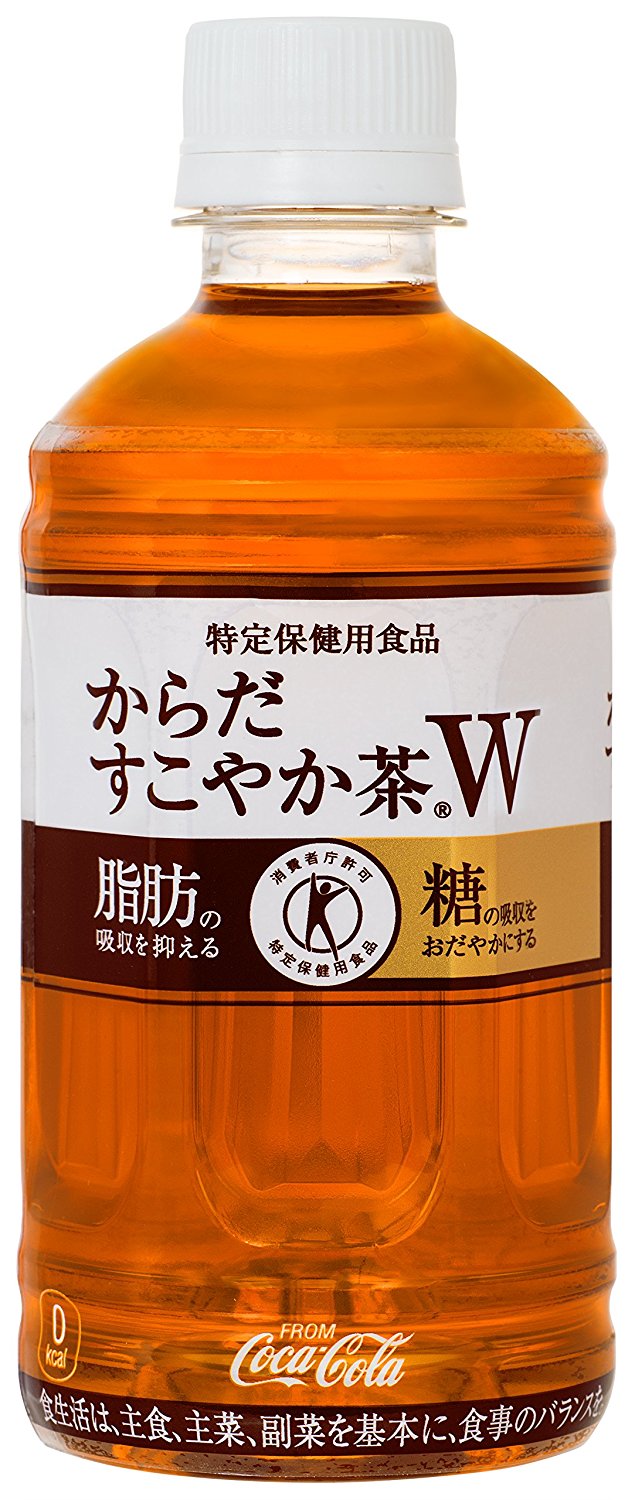 特定保健用食品
からだ
すこやか茶®W
脂肪の
吸収を抑える
消費者庁許可
特定保健用食品
糖の吸収を
おだやかにする
0
kcal
FROM
Coca-Cola
食生活は、主食、主菜、副菜を基本に、食事のバランスを